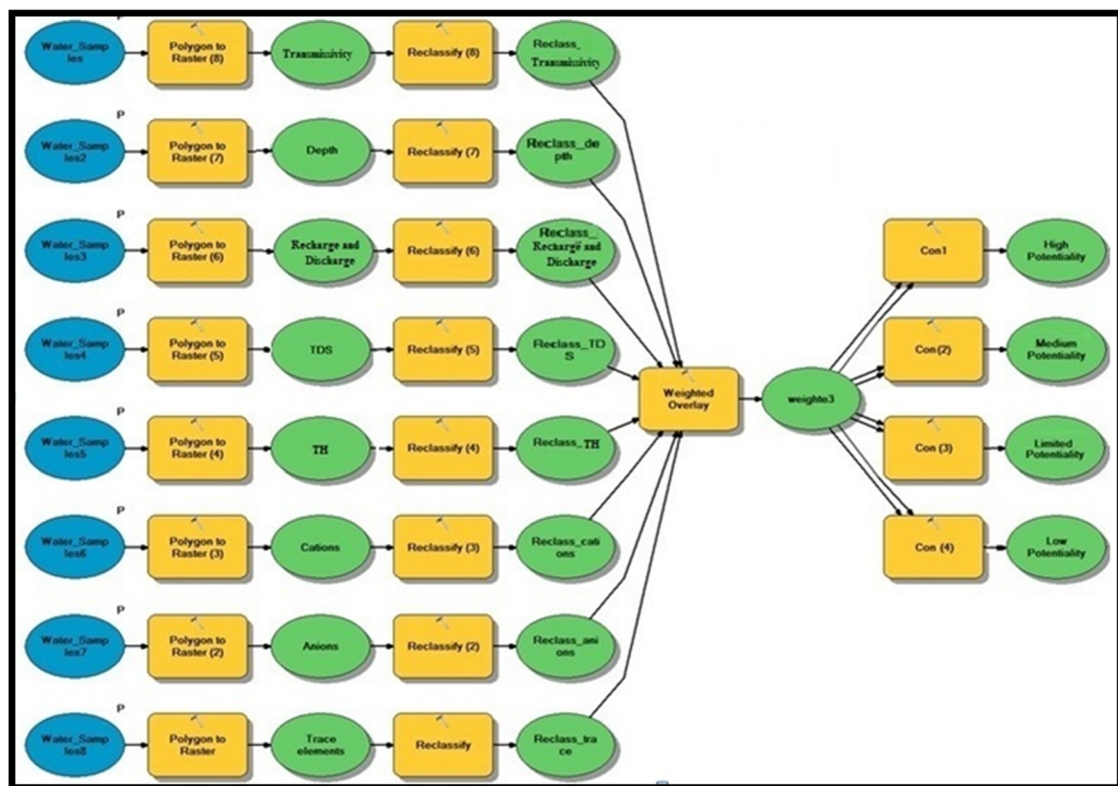 P
Water_Samp
les
Polygon to
Raster (8)
Transmissivity
Reclassify (8)
Reclass_
Transmissivity
P
Water_Samp
les2
Polygon to
Raster (7)
Depth
Reclassify (7)
Reclass_de
pth
P
Water_Samp
les3
Polygon to
Raster (6)
Recharge and
Discharge
Reclassify (6)
Reclass_
Recharge and
Discharge
Con1
High
Potentiality
P
Water_Samp
les4
Polygon to
Raster (5)
TDS
Reclassify (5)
Reclass_TD
S
Con (2)
Medium
Potentiality
Weighted
Overlay
weighte3
P
Water_Samp
les5
Polygon to
Raster (4)
TH
Reclassify (4)
Reclass_TH
Con (3)
Limited
Potentiality
P
Water_Samp
les6
Polygon to
Raster (3)
Cations
Reclassify (3)
Reclass_cati
ons
Con (4)
Low
Potentiality
P
Water_Samp
les7
Polygon to
Raster (2)
Anions
Reclassify (2)
Reclass_ani
ons
P
Water_Samp
les8
Polygon to
Raster
Trace
elements
Reclassify
Reclass_tra
ce